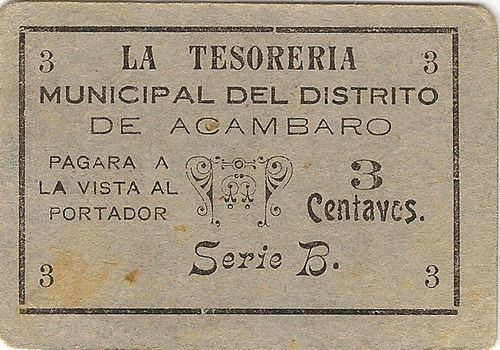 3 LA TESORERIA 3
MUNICIPAL DEL DISTRITO
DE ACAMBARO
PAGARA A
LA VISTA AL
PORTADOR
3
Centavos.
Serie B.
3 3